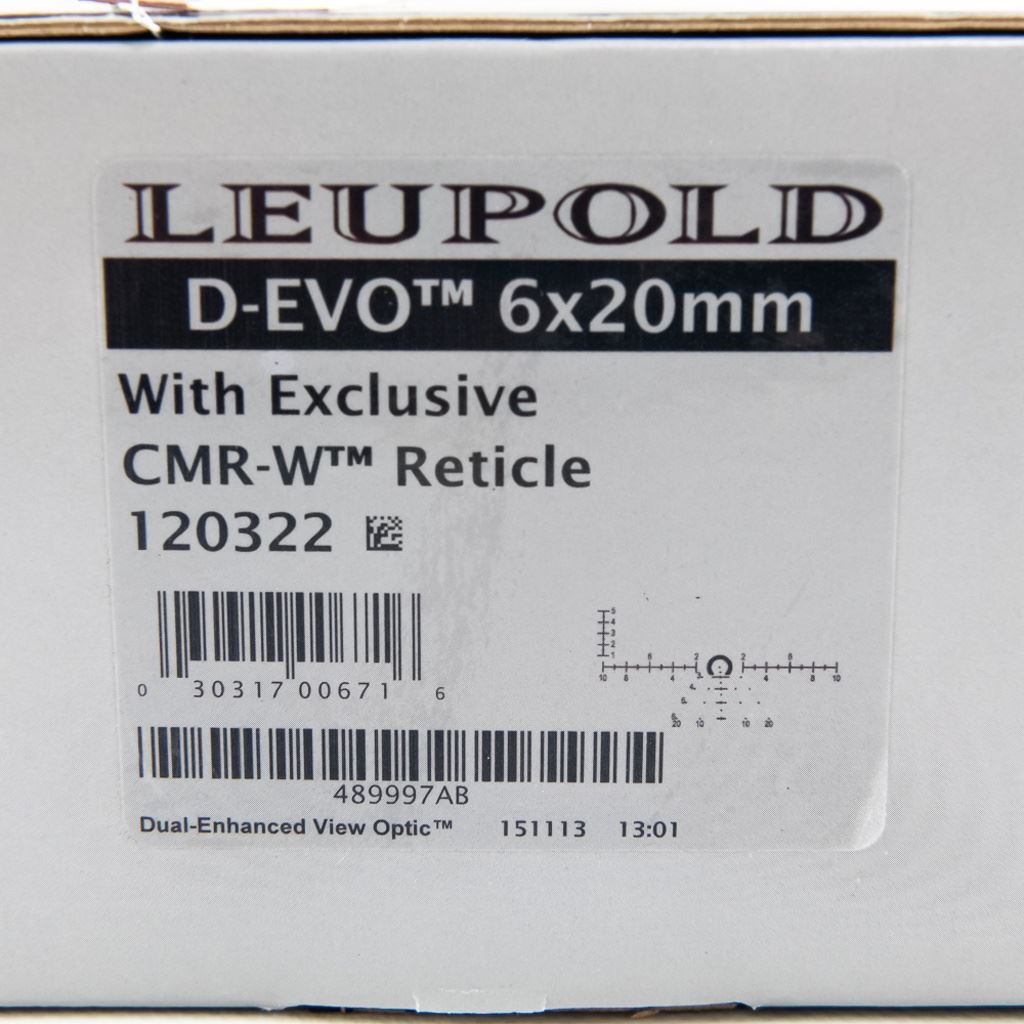 LEUPOLD
D-EVO™ 6x20mm
With Exclusive
CMR-W™ Reticle
120322
0 30317 00671 6
489997AB
Dual-Enhanced View Optic™ 151113 13:01